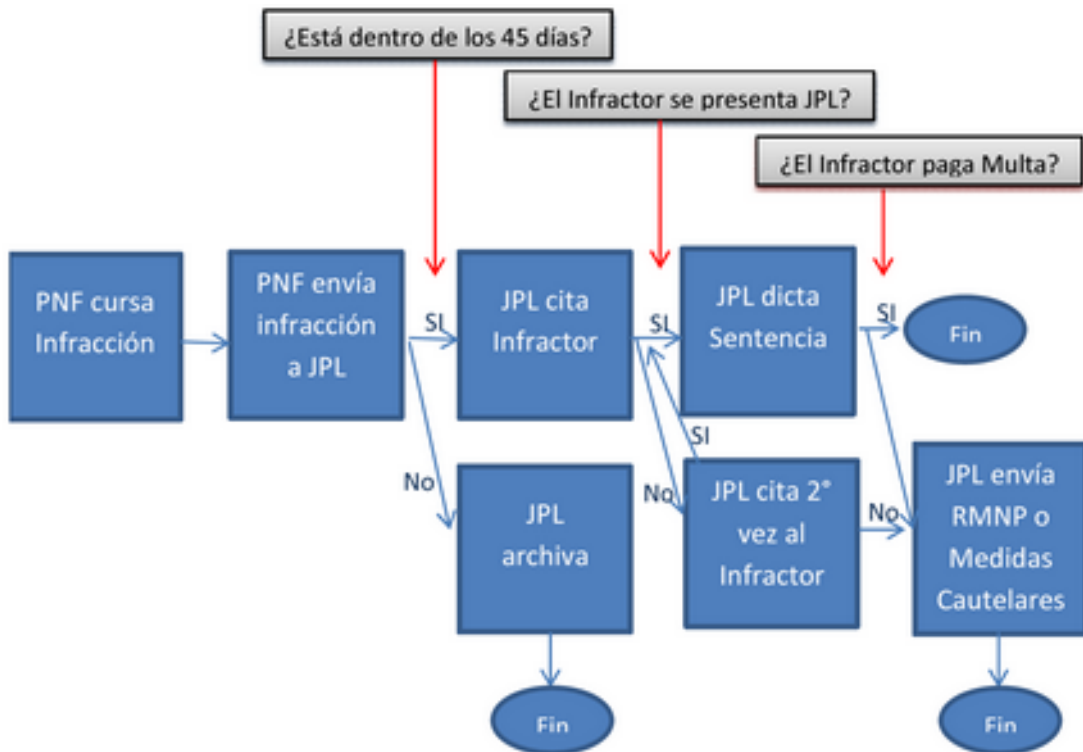 ¿Está dentro de los 45 días?
¿El Infractor se presenta JPL?
¿El Infractor paga Multa?
PNF cursa
Infracción
PNF envía
infracción
a JPL
SI
JPL cita
Infractor
SI
JPL dicta
Sentencia
SI
Fin
No
JPL
archiva
No
SI
JPL cita 2°
vez al
Infractor
No
JPL envía
RMNP o
Medidas
Cautelares
Fin
Fin